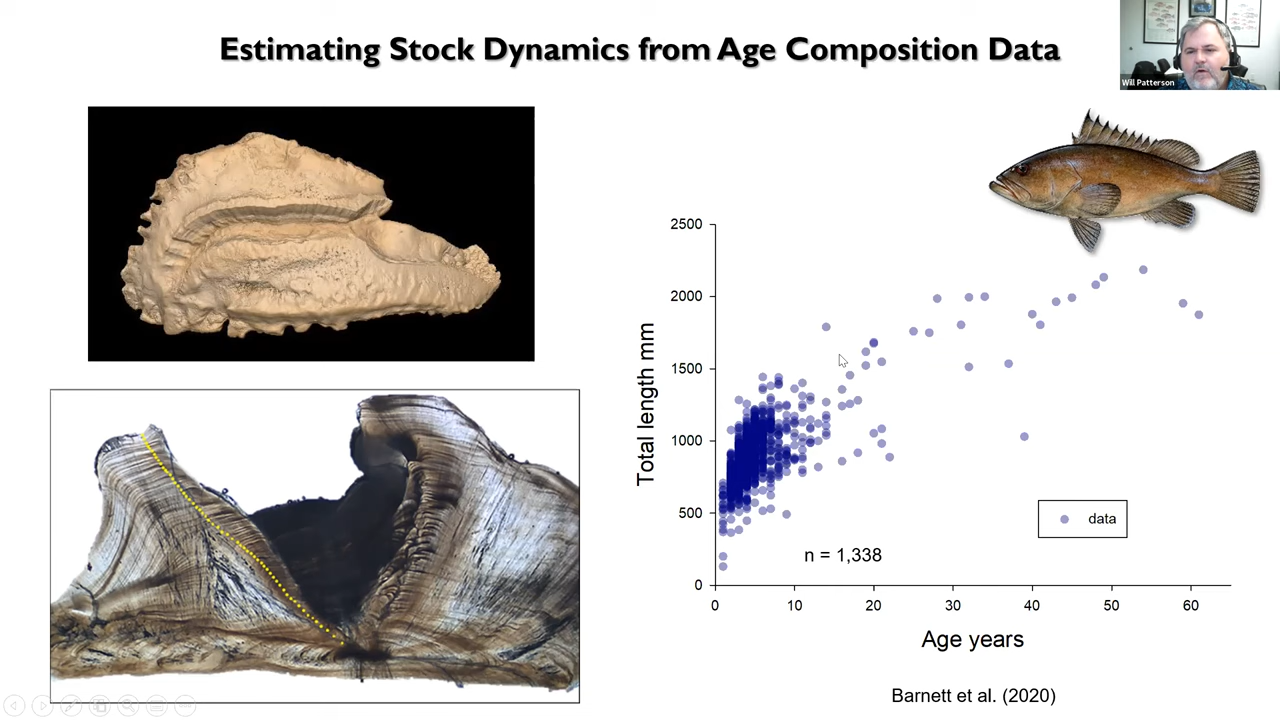 Estimating Stock Dynamics from Age Composition Data
Will Patterson
2500
2000
1500
1000
500
0
Total length mm
data
n = 1,338
0 10 20 30 40 50 60
Age years
Barnett et al. (2020)